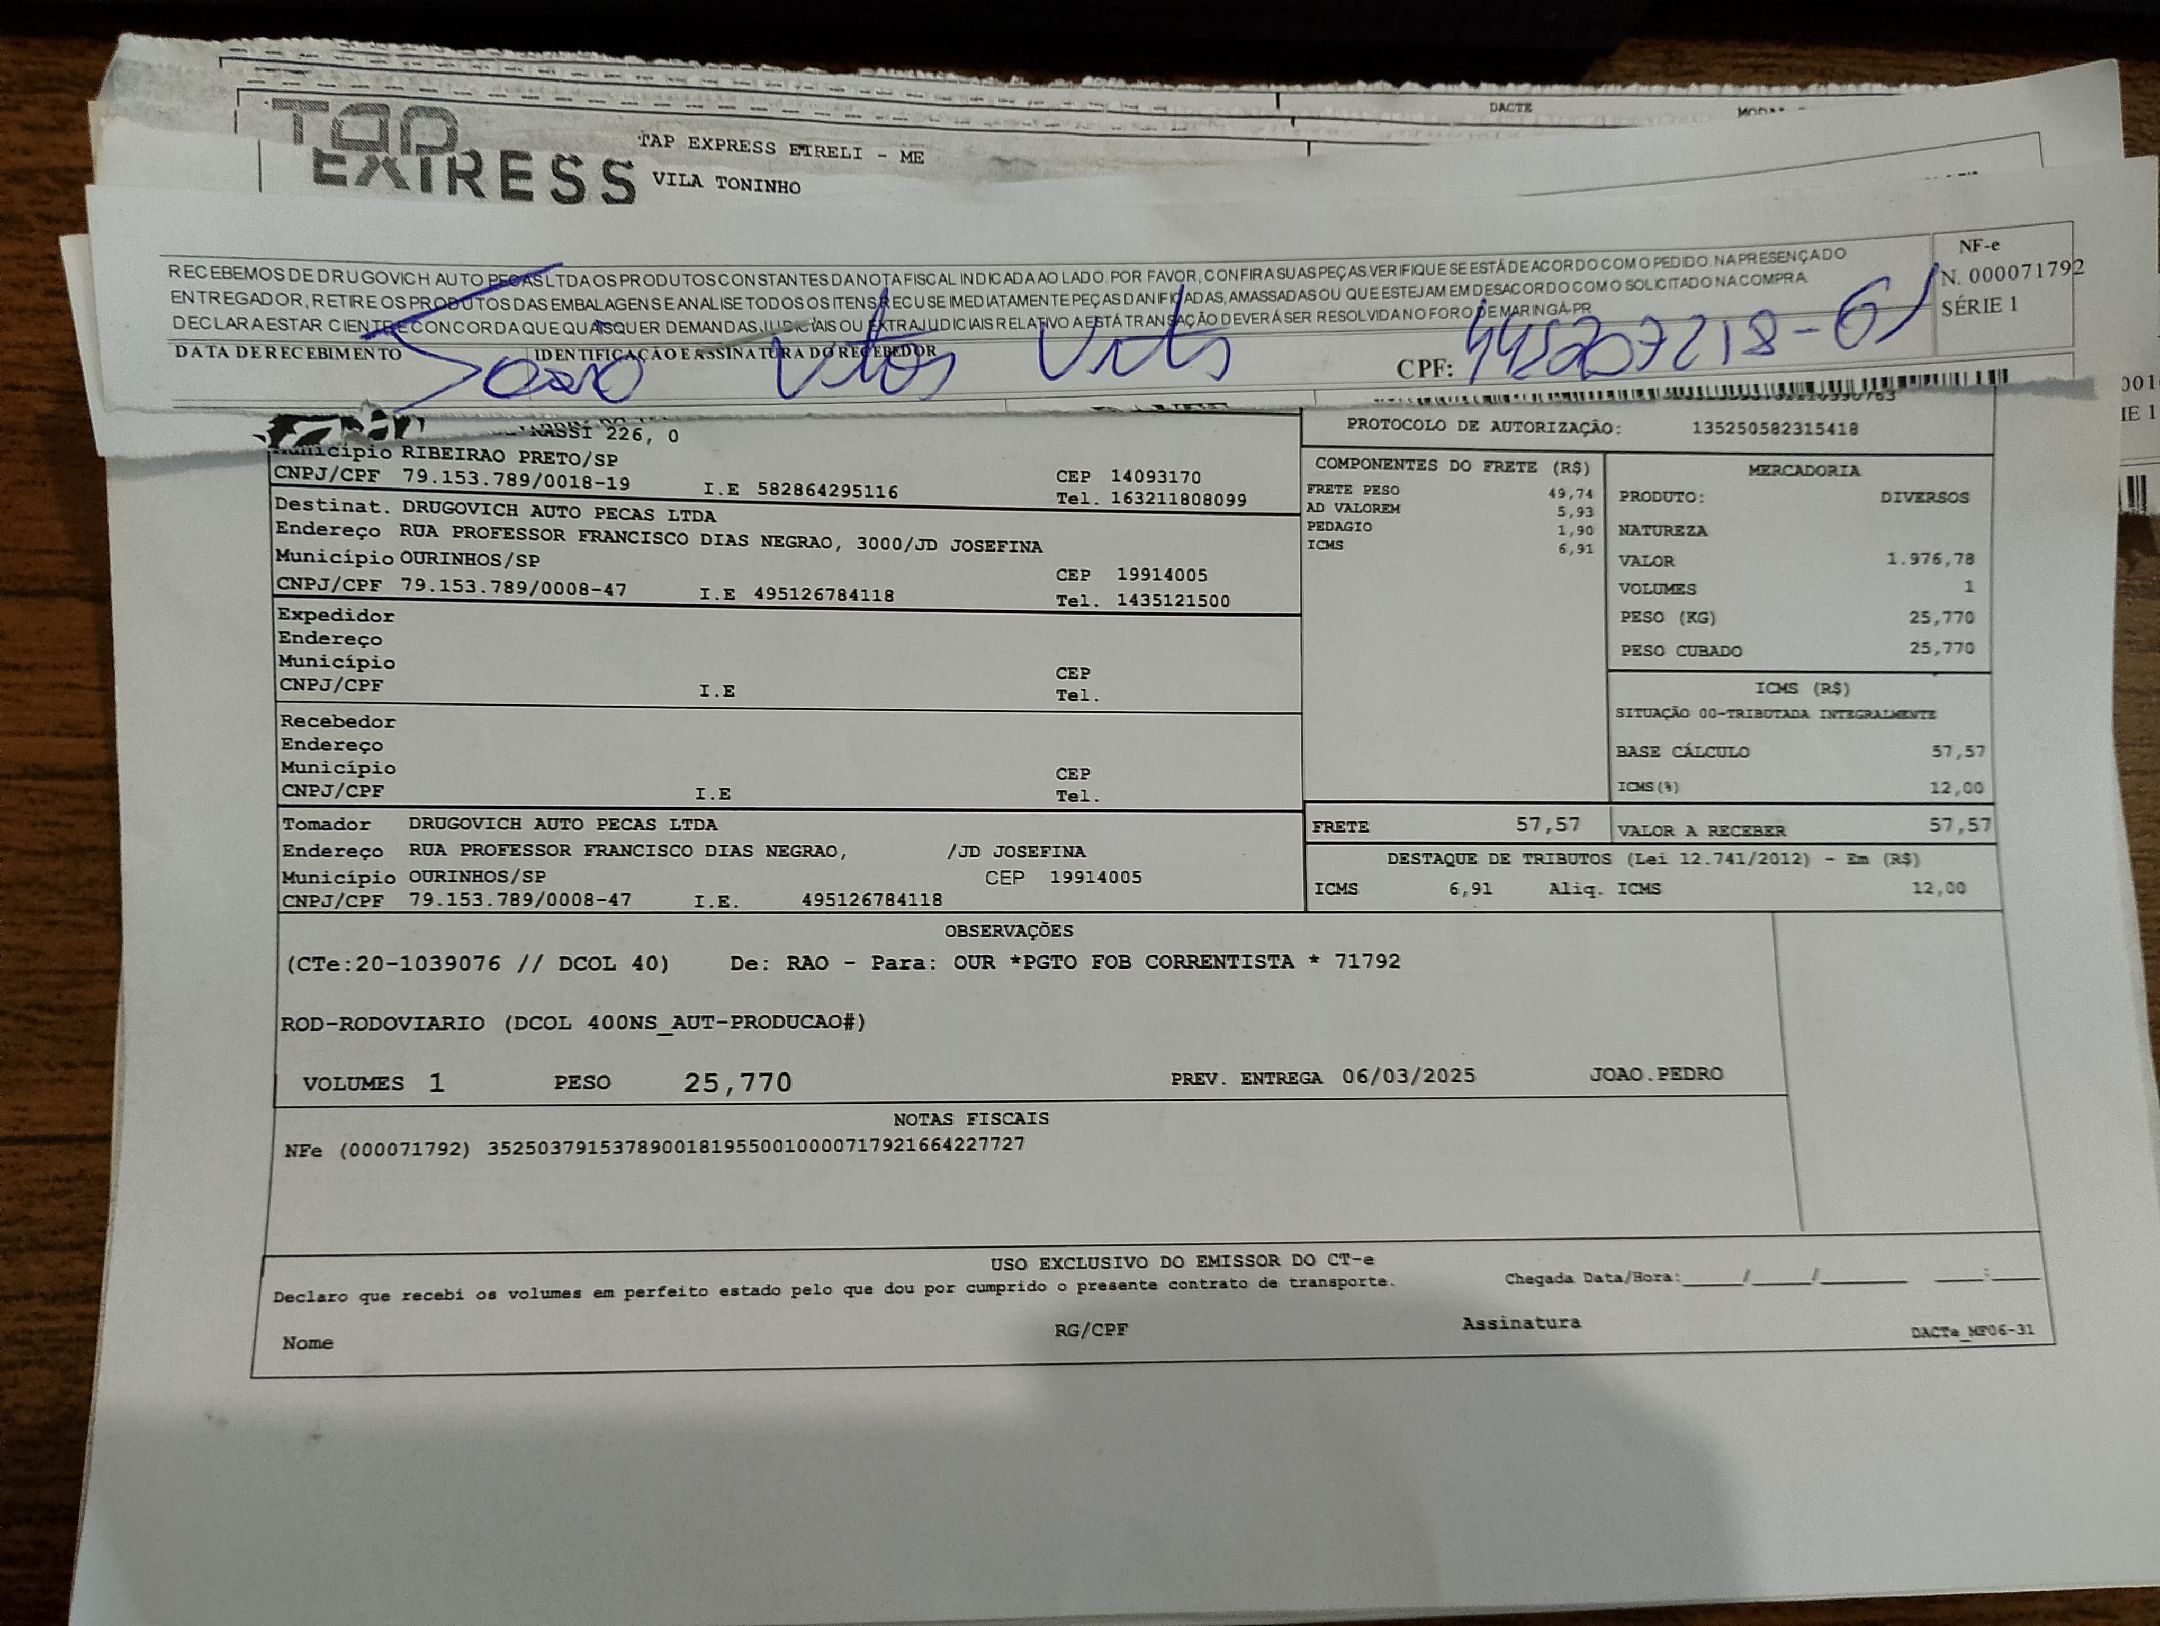 DACTE
TAP EXPRESS
TAP EXPRESS EIRELI - ME
VILA TONINHO
RECEBEMOS DE DRUGOVICH AUTO PECAS LTDA OS PRODUTOS CONSTANTES DA NOTA FISCAL INDICADA AO LADO. POR FAVOR, CONFIRA SUAS PEÇAS. VERIFIQUE SE ESTÁ DE ACORDO COM O PEDIDO. NA PRESENÇA DO
ENTREGADOR, RETIRE OS PRODUTOS DAS EMBALAGENS E ANALISE TODOS OS ITENS. RECUSE IMEDIATAMENTE PEÇAS DANIFICADAS, AMASSADAS OU QUE ESTEJAM EM DESACORDO COM O SOLICITADO NA COMPRA.
DECLARA ESTAR CIENTE E CONCORDA QUE QUAISQUER DEMANDAS JUDICIAIS OU EXTRAJUDICIAIS RELATIVO A ESTÁ TRANSAÇÃO DEVERÁ SER RESOLVIDA NO FORO DE MARINGÁ-PR
NF-e
N. 000071792
SÉRIE 1
DATA DE RECEBIMENTO IDENTIFICAÇÃO E ASSINATURA DO RECEBEDOR CPF:
226, 0
Município RIBEIRAO PRETO/SP CEP 14093170
CNPJ/CPF 79.153.789/0018-19 I.E 582864295116 Tel. 163211808099
Destinat. DRUGOVICH AUTO PECAS LTDA
Endereço RUA PROFESSOR FRANCISCO DIAS NEGRAO, 3000/JD JOSEFINA
Município OURINHOS/SP CEP 19914005
CNPJ/CPF 79.153.789/0008-47 I.E 495126784118 Tel. 1435121500
Expedidor
Endereço
Município CEP
CNPJ/CPF I.E Tel.
Recebedor
Endereço
Município CEP
CNPJ/CPF I.E Tel.
Tomador DRUGOVICH AUTO PECAS LTDA
Endereço RUA PROFESSOR FRANCISCO DIAS NEGRAO, /JD JOSEFINA
Município OURINHOS/SP CEP 19914005
CNPJ/CPF 79.153.789/0008-47 I.E. 495126784118
PROTOCOLO DE AUTORIZAÇÃO: 135250582315418
COMPONENTES DO FRETE (R$)
FRETE PESO 49,74
AD VALOREM 5,93
PEDAGIO 1,90
ICMS 6,91
MERCADORIA
PRODUTO: DIVERSOS
NATUREZA
VALOR 1.976,78
VOLUMES 1
PESO (KG) 25,770
PESO CUBADO 25,770
ICMS (R$)
SITUAÇÃO 00-TRIBUTADA INTEGRALMENTE
BASE CÁLCULO 57,57
ICMS(%) 12,00
FRETE 57,57 VALOR A RECEBER 57,57
DESTAQUE DE TRIBUTOS (Lei 12.741/2012) - Em (R$)
ICMS 6,91 Aliq. ICMS 12,00
OBSERVAÇÕES
(CTe:20-1039076 // DCOL 40) De: RAO - Para: OUR *PGTO FOB CORRENTISTA * 71792
ROD-RODOVIARIO (DCOL 400NS_AUT-PRODUCAO#)
VOLUMES 1 PESO 25,770 PREV. ENTREGA 06/03/2025 JOAO.PEDRO
NOTAS FISCAIS
NFe (000071792) 35250379153789001819550010000717921664227727
USO EXCLUSIVO DO EMISSOR DO CT-e
Declaro que recebi os volumes em perfeito estado pelo que dou por cumprido o presente contrato de transporte. Chegada Data/Hora:____/____/______ ___:____
Nome RG/CPF Assinatura DACTe_MF06-31